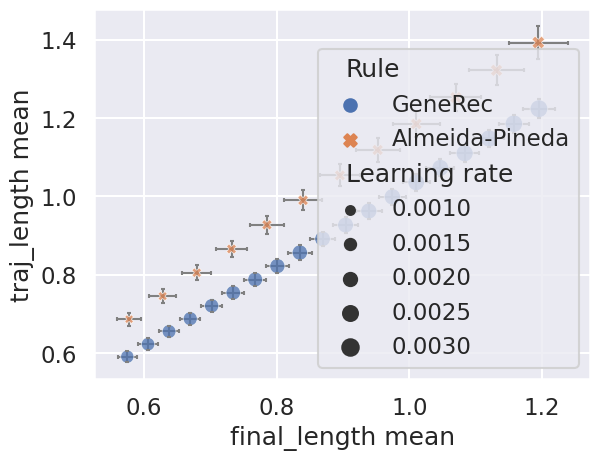 1.4
1.2
1.0
0.8
0.6
traj_length mean
Rule
GeneRec
Almeida-Pineda
Learning rate
0.0010
0.0015
0.0020
0.0025
0.0030
0.6
0.8
1.0
1.2
final_length mean